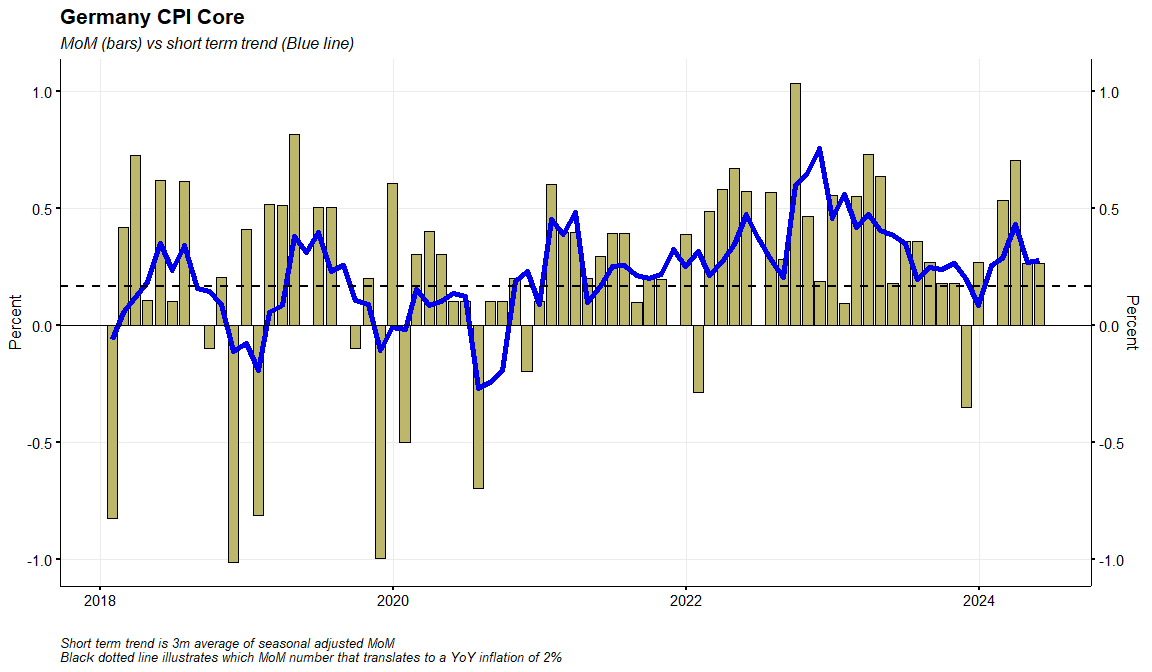 Germany CPI Core
MoM (bars) vs short term trend (Blue line)
1.0
0.5
0.0
-0.5
-1.0
Percent
1.0
0.5
0.0
-0.5
-1.0
Percent
2018
2020
2022
2024
Short term trend is 3m average of seasonal adjusted MoM
Black dotted line illustrates which MoM number that translates to a YoY inflation of 2%